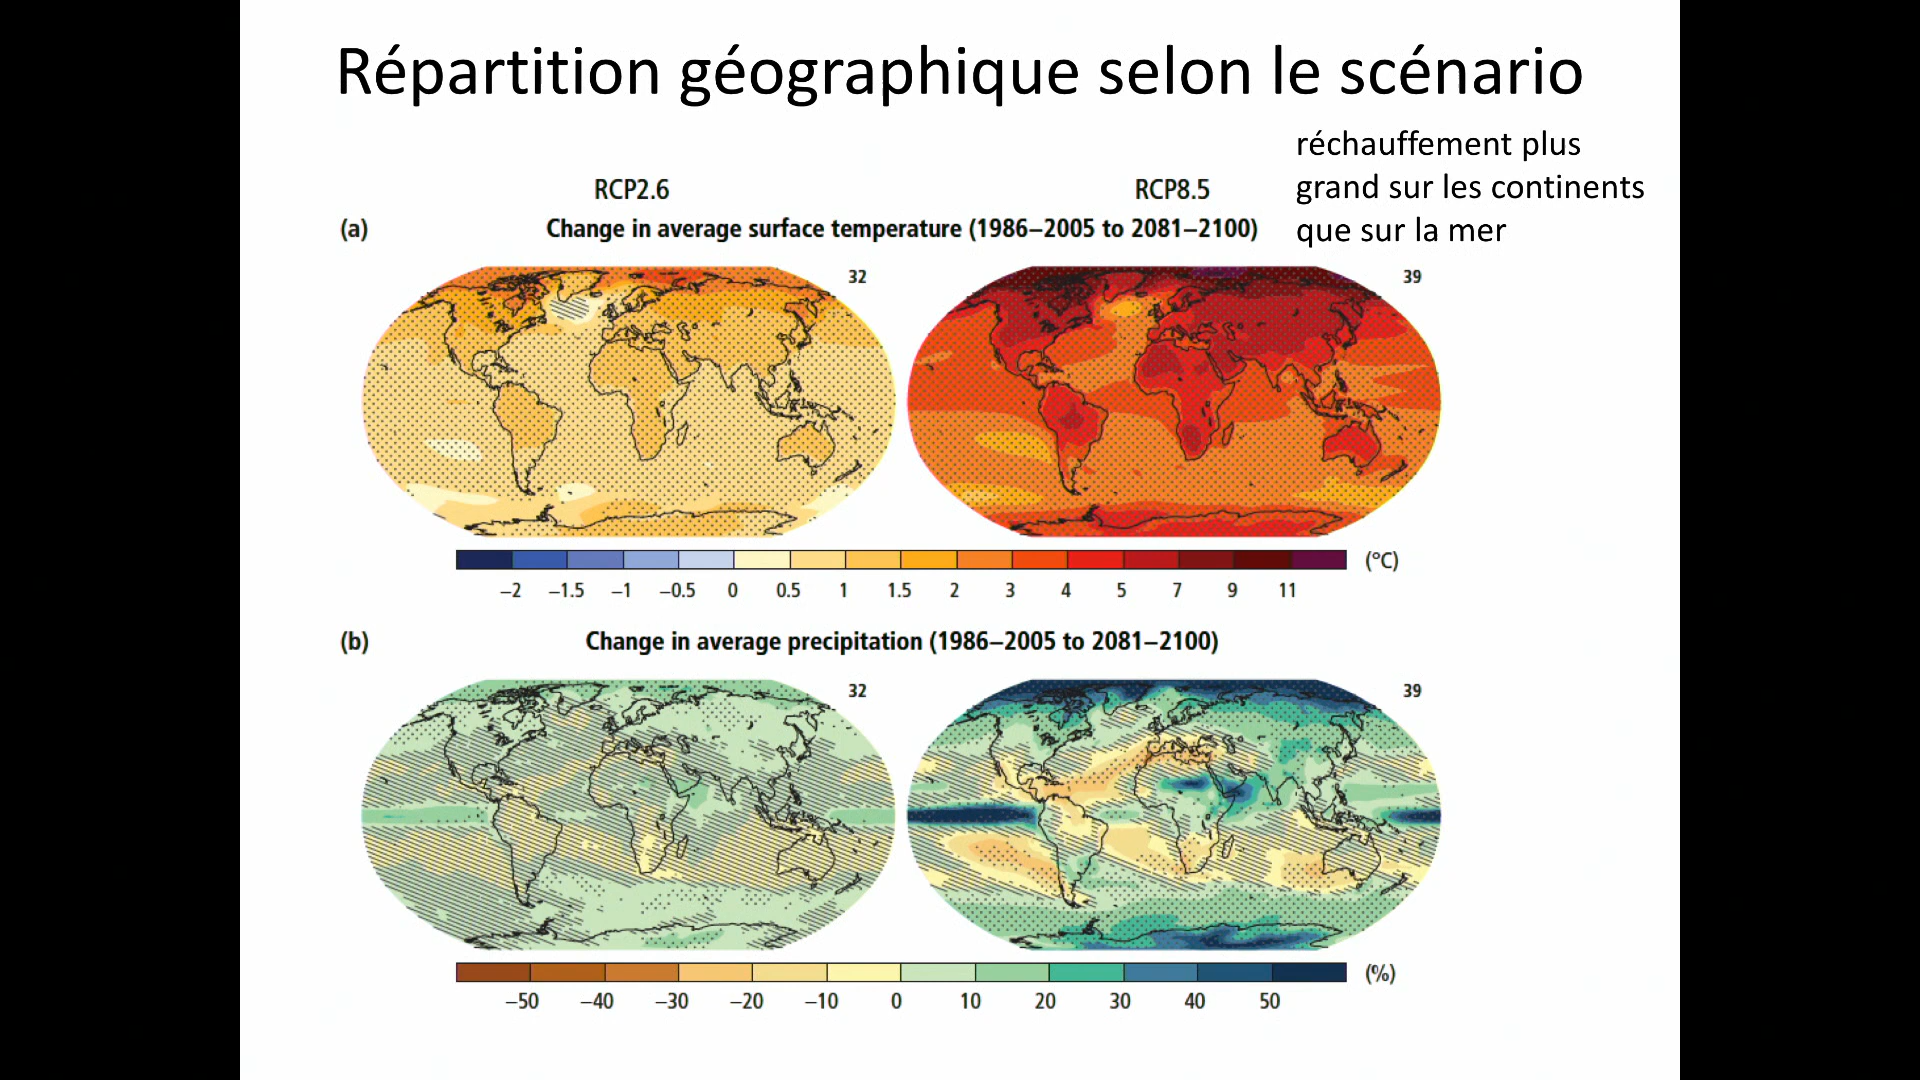 Répartition géographique selon le scénario
réchauffement plus
grand sur les continents
que sur la mer
RCP2.6 RCP8.5
(a) Change in average surface temperature (1986–2005 to 2081–2100)
32 39
−2 −1.5 −1 −0.5 0 0.5 1 1.5 2 3 4 5 7 9 11 (°C)
(b) Change in average precipitation (1986–2005 to 2081–2100)
32 39
−50 −40 −30 −20 −10 0 10 20 30 40 50 (%)